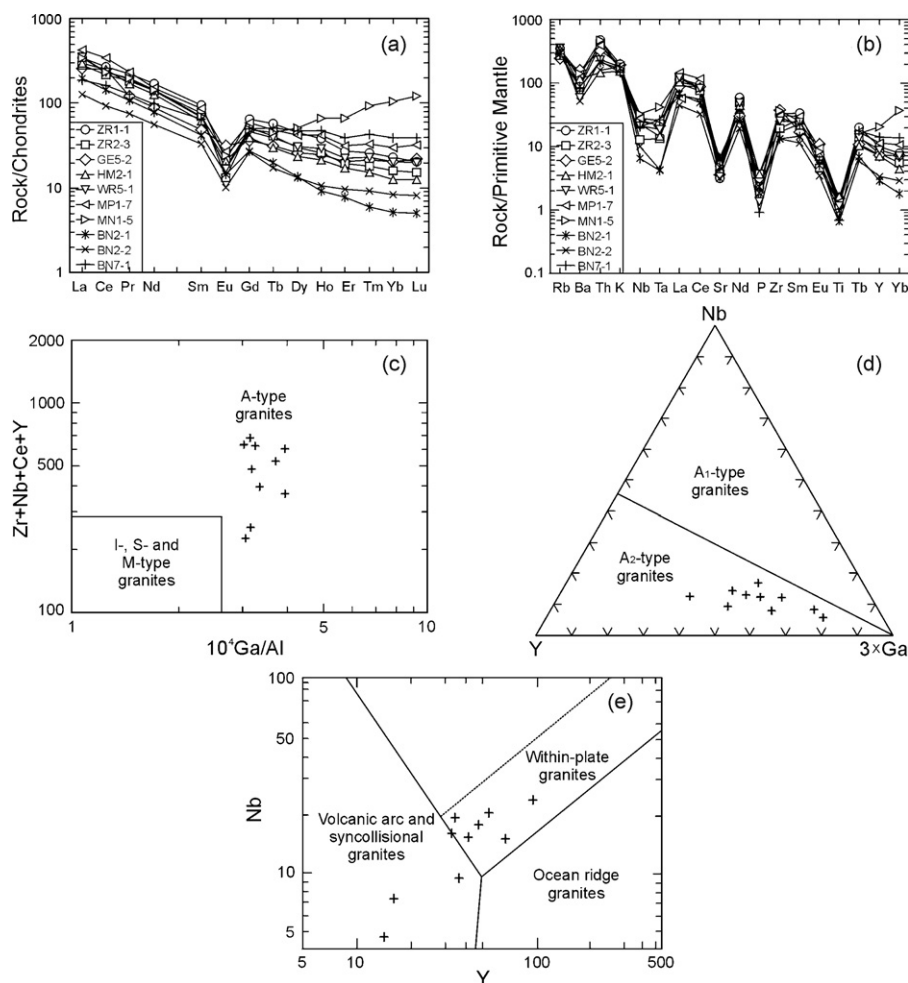 (a)
Rock/Chondrites
1000
100
10
1
ZR1-1
ZR2-3
GE5-2
HM2-1
WR5-1
MP1-7
MN1-5
BN2-1
BN2-2
BN7-1
La Ce Pr Nd Sm Eu Gd Tb Dy Ho Er Tm Yb Lu
(b)
Rock/Primitive Mantle
1000
100
10
1
0.1
ZR1-1
ZR2-3
GE5-2
HM2-1
WR5-1
MP1-7
MN1-5
BN2-1
BN2-2
BN7-1
Rb Ba Th K Nb Ta La Ce Sr Nd P Zr Sm Eu Ti Tb Y Yb
(c)
Zr+Nb+Ce+Y
2000
1000
500
100
A-type
granites
I-, S- and
M-type
granites
1 5 10
10⁴Ga/Al
(d)
Nb
A₁-type
granites
A₂-type
granites
Y
3×Ga
(e)
Nb
100
50
10
5
Within-plate
granites
Volcanic arc and
syncollisional
granites
Ocean ridge
granites
5 10 100 500
Y